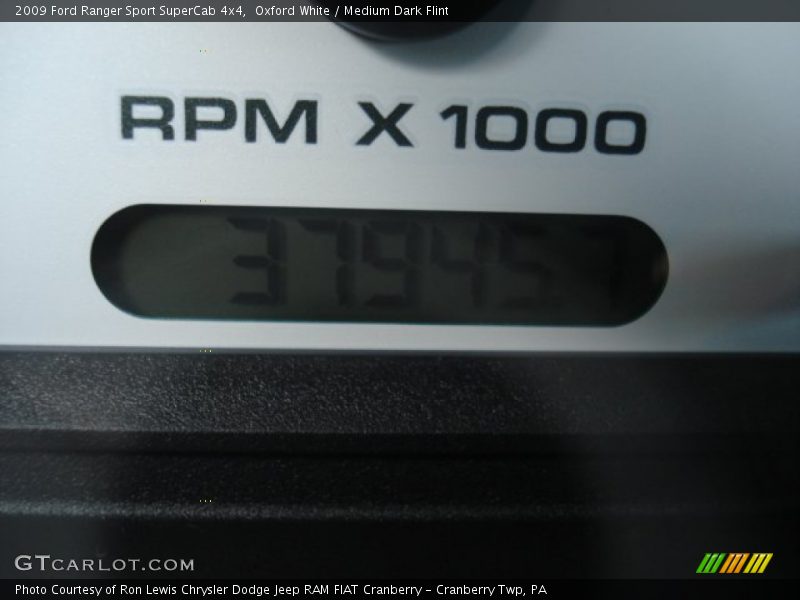 2009 Ford Ranger Sport SuperCab 4x4, Oxford White / Medium Dark Flint
RPM X 1000
37945.7
GTCARLOT.COM
Photo Courtesy of Ron Lewis Chrysler Dodge Jeep RAM FIAT Cranberry - Cranberry Twp, PA